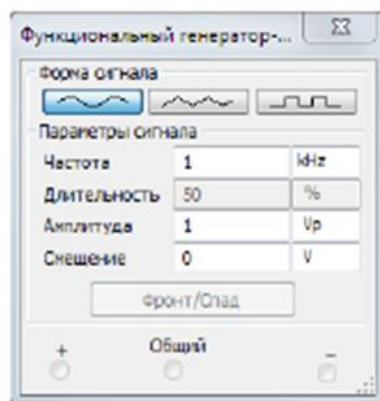 Функциональный генератор-...
Форма сигнала
Параметры сигнала
Частота 1 kHz
Длительность 50 %
Амплитуда 1 Vp
Смещение 0 V
Фронт/Спад
+ Общий −